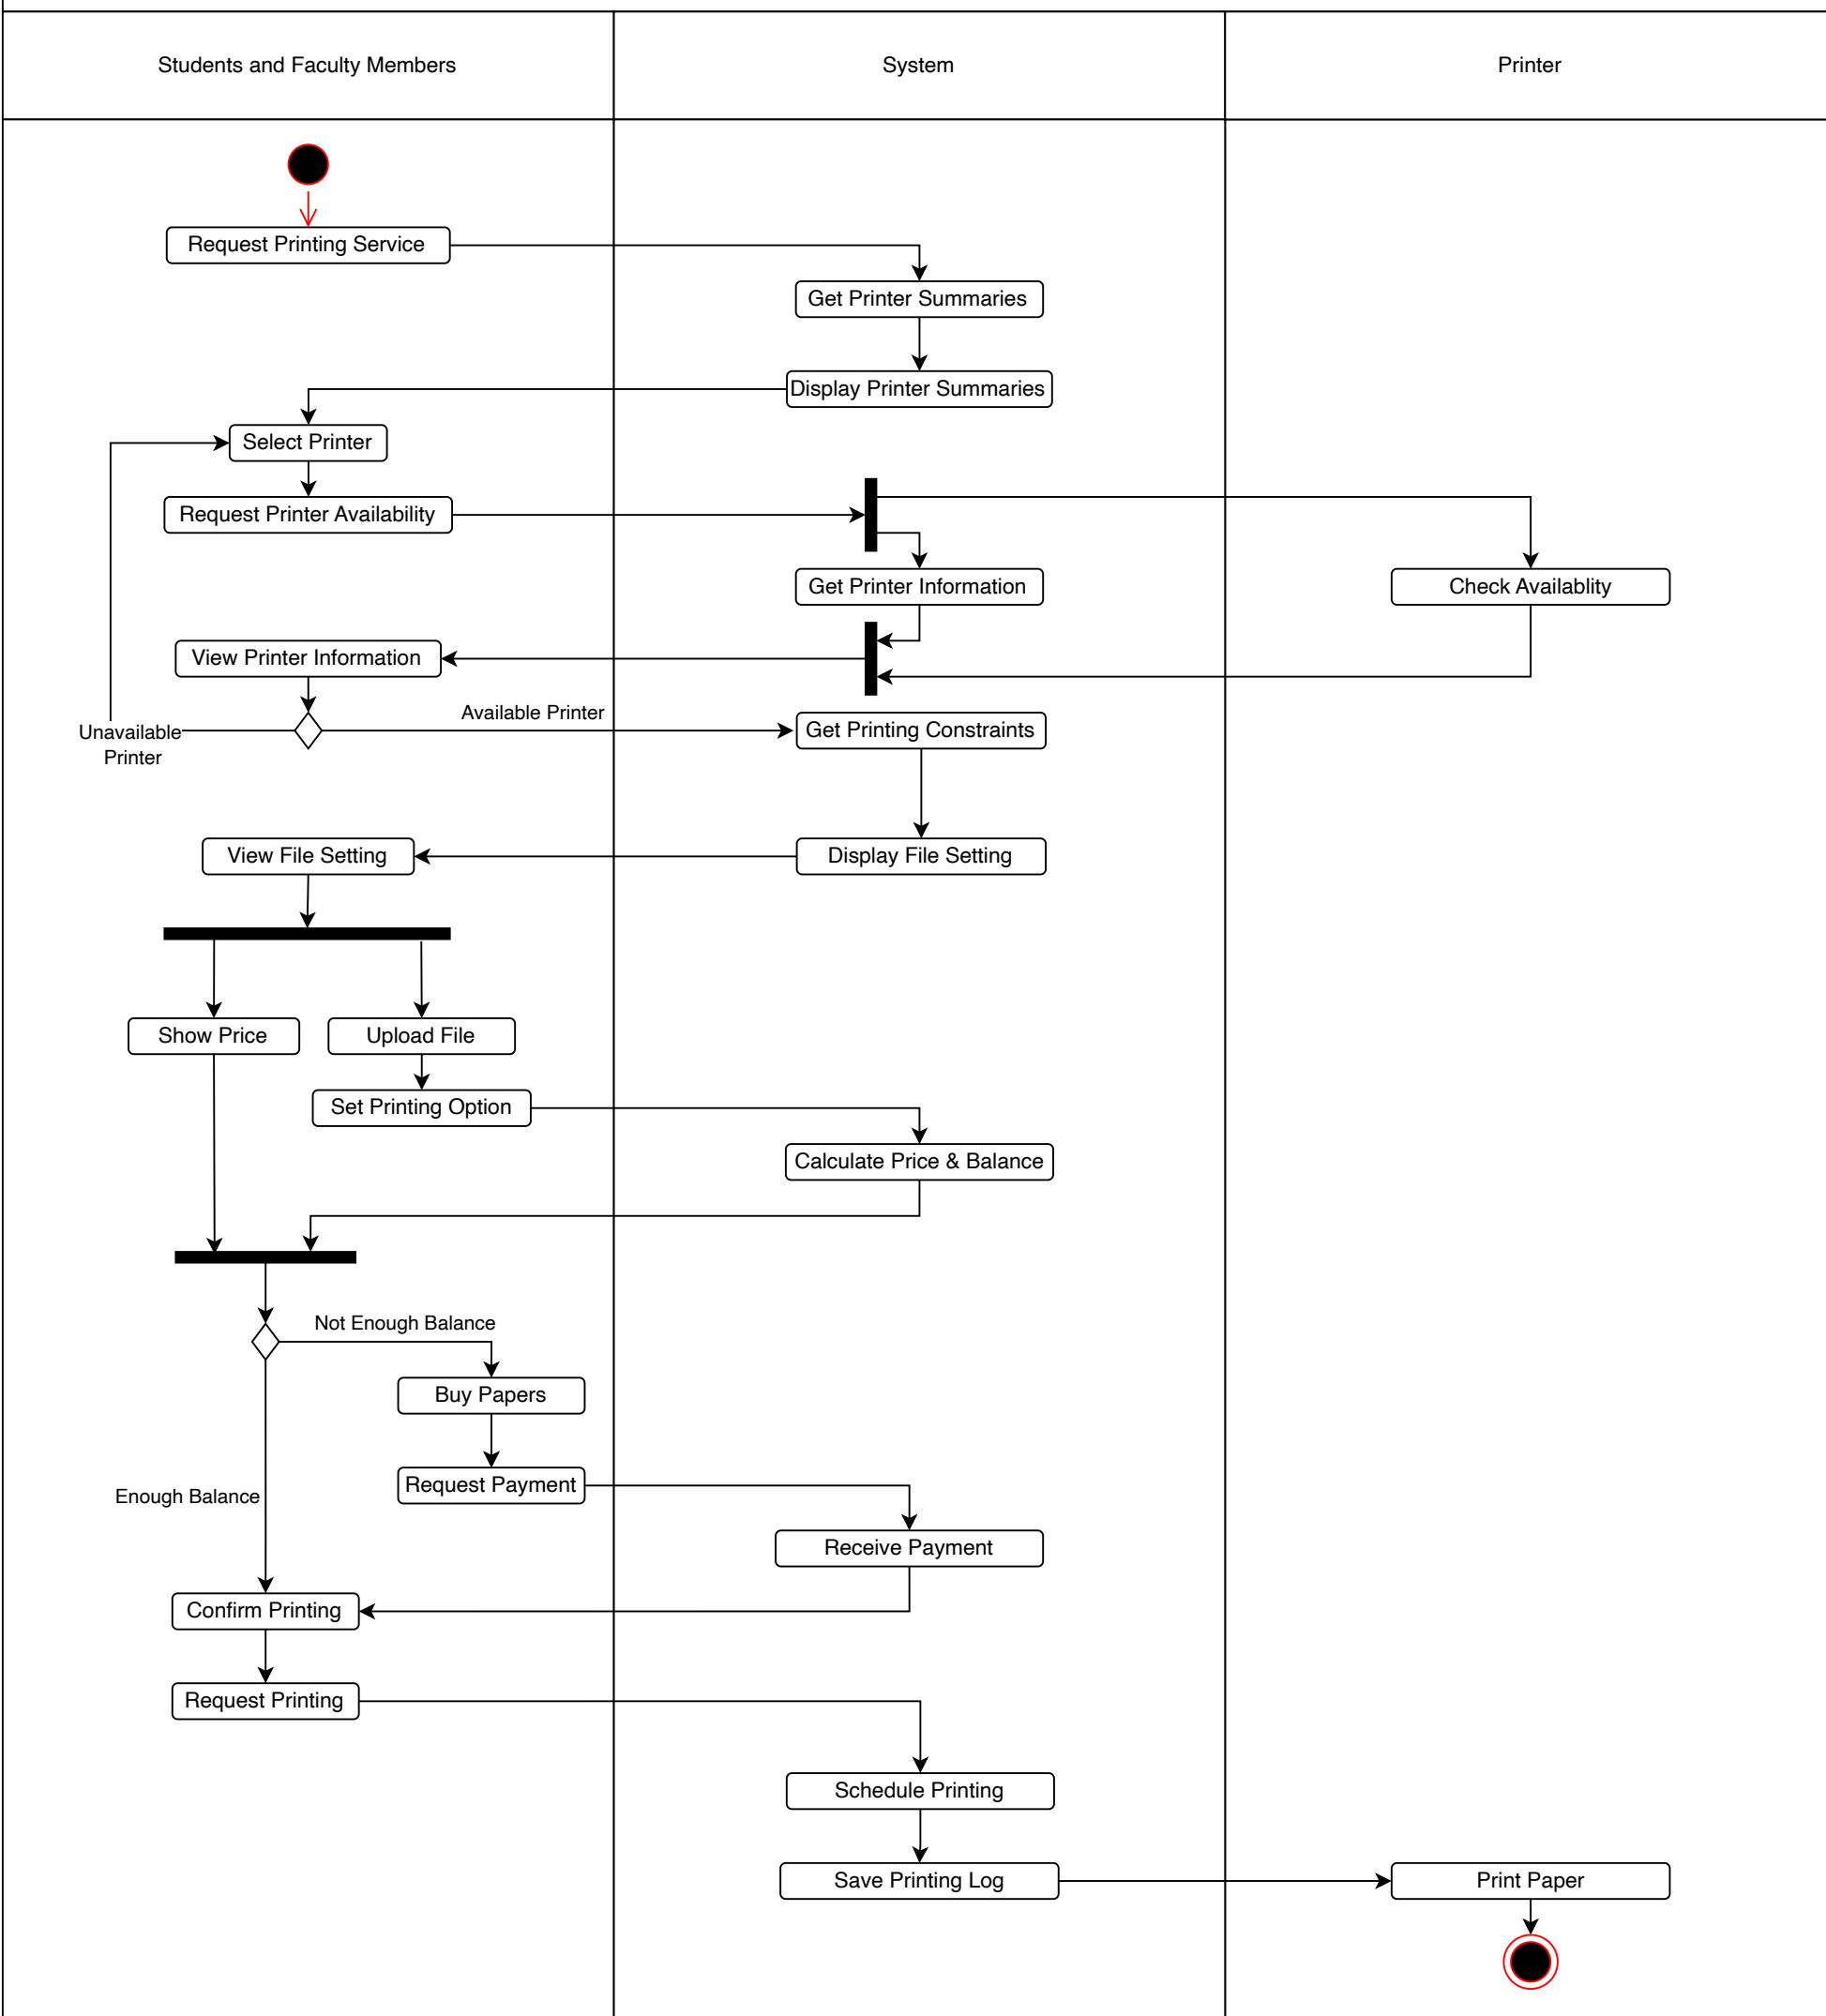 Students and Faculty Members
System
Printer
Request Printing Service
Get Printer Summaries
Display Printer Summaries
Select Printer
Request Printer Availability
Get Printer Information
Check Availablity
View Printer Information
Available Printer
Unavailable
Printer
Get Printing Constraints
View File Setting
Display File Setting
Show Price
Upload File
Set Printing Option
Calculate Price & Balance
Not Enough Balance
Buy Papers
Request Payment
Enough Balance
Receive Payment
Confirm Printing
Request Printing
Schedule Printing
Save Printing Log
Print Paper